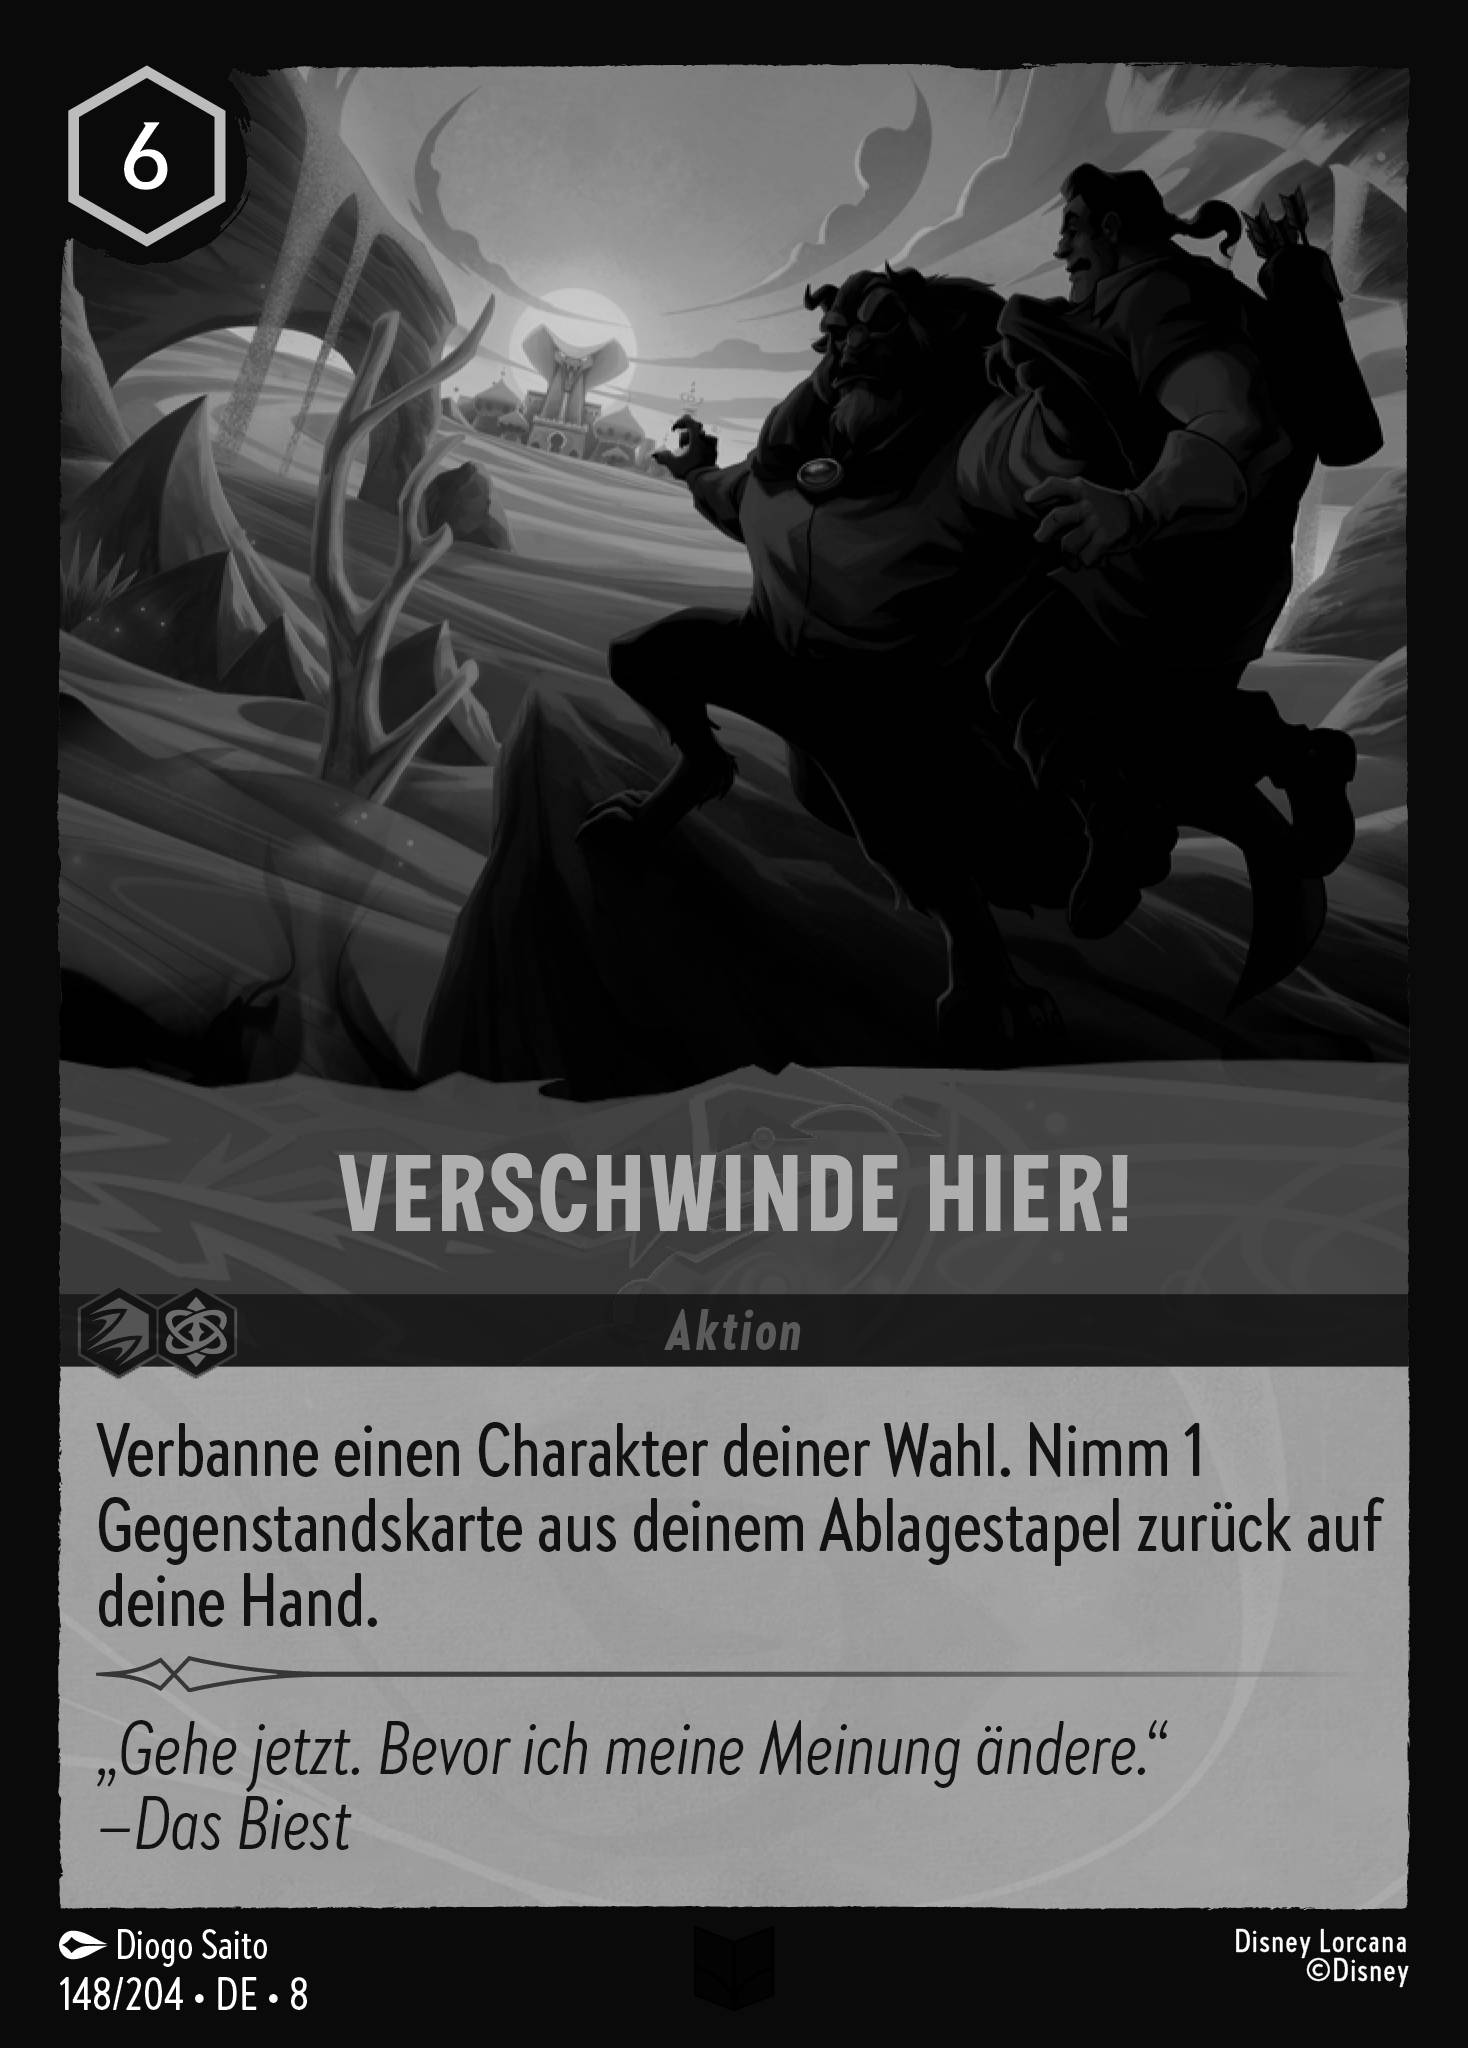 6
VERSCHWINDE HIER!
Aktion
Verbanne einen Charakter deiner Wahl. Nimm 1
Gegenstandskarte aus deinem Ablagestapel zurück auf
deine Hand.
„Gehe jetzt. Bevor ich meine Meinung ändere.“
–Das Biest
Diogo Saito
148/204 • DE • 8
Disney Lorcana
©Disney